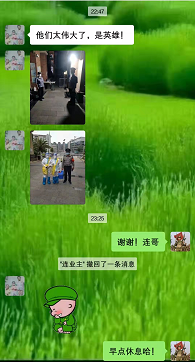 22:47
他们太伟大了，是英雄！
23:25
谢谢！连哥
"连业主" 撤回了一条消息
早点休息哈！